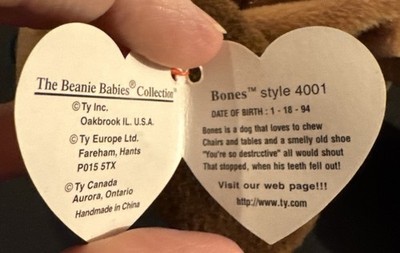 The Beanie Babies® Collection®
©Ty Inc.
Oakbrook IL. U.S.A.
©Ty Europe Ltd.
Fareham, Hants
PO15 5TX
©Ty Canada
Aurora, Ontario
Handmade in China
Bones™ style 4001
DATE OF BIRTH : 1 - 18 - 94
Bones is a dog that loves to chew
Chairs and tables and a smelly old shoe
"You're so destrcctive" all would shout
That stopped, when his teeth fell out!
Visit our web page!!!
http://www.ty.com